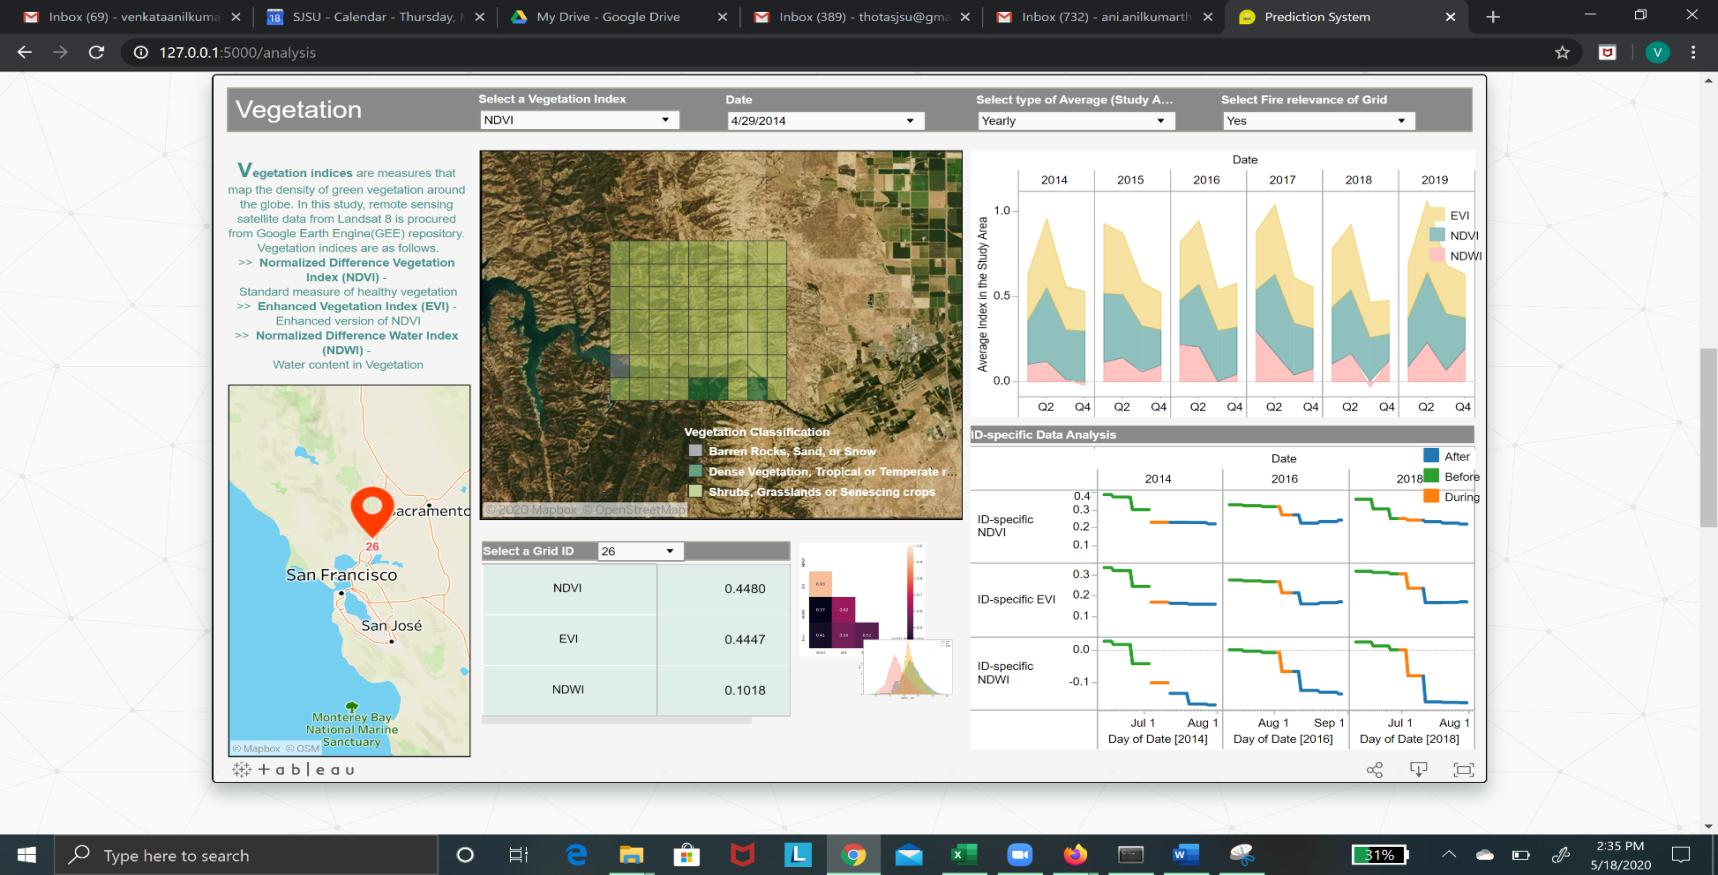 Inbox (69) - venkataanilkuma
SJSU - Calendar - Thursday, M
My Drive - Google Drive
Inbox (389) - thotasjsu@gma
Inbox (732) - ani.anilkumarth
Prediction System
127.0.0.1:5000/analysis
V
Vegetation
Select a Vegetation Index
NDVI
Date
4/29/2014
Select type of Average (Study A...
Yearly
Select Fire relevance of Grid
Yes
Vegetation indices are measures that
map the density of green vegetation around
the globe. In this study, remote sensing
satellite data from Landsat 8 is procured
from Google Earth Engine(GEE) repository.
Vegetation indices are as follows.
>> Normalized Difference Vegetation
Index (NDVI) -
Standard measure of healthy vegetation
>> Enhanced Vegetation Index (EVI) -
Enhanced version of NDVI
>> Normalized Difference Water Index
(NDWI) -
Water content in Vegetation
Sacramento
26
San Francisco
San José
Monterey Bay
National Marine
Sanctuary
© Mapbox © OSM
Vegetation Classification
Barren Rocks, Sand, or Snow
Dense Vegetation, Tropical or Temperate r...
Shrubs, Grasslands or Senescing crops
© 2020 Mapbox © OpenStreetMap
Select a Grid ID
26
NDVI 0.4480
EVI 0.4447
NDWI 0.1018
Date
2014 2015 2016 2017 2018 2019
Average Index in the Study Area
1.0
0.5
0.0
EVI
NDVI
NDWI
Q2 Q4 Q2 Q4 Q2 Q4 Q2 Q4 Q2 Q4 Q2 Q4
ID-specific Data Analysis
After
Before
During
Date
2014 2016 2018
ID-specific
NDVI
0.4
0.3
0.2
0.1
ID-specific EVI
0.3
0.2
0.1
ID-specific
NDWI
0.0
-0.1
Jul 1 Aug 1 Aug 1 Sep 1 Jul 1 Aug 1
Day of Date [2014] Day of Date [2016] Day of Date [2018]
+ableau
Type here to search
31%
2:35 PM
5/18/2020